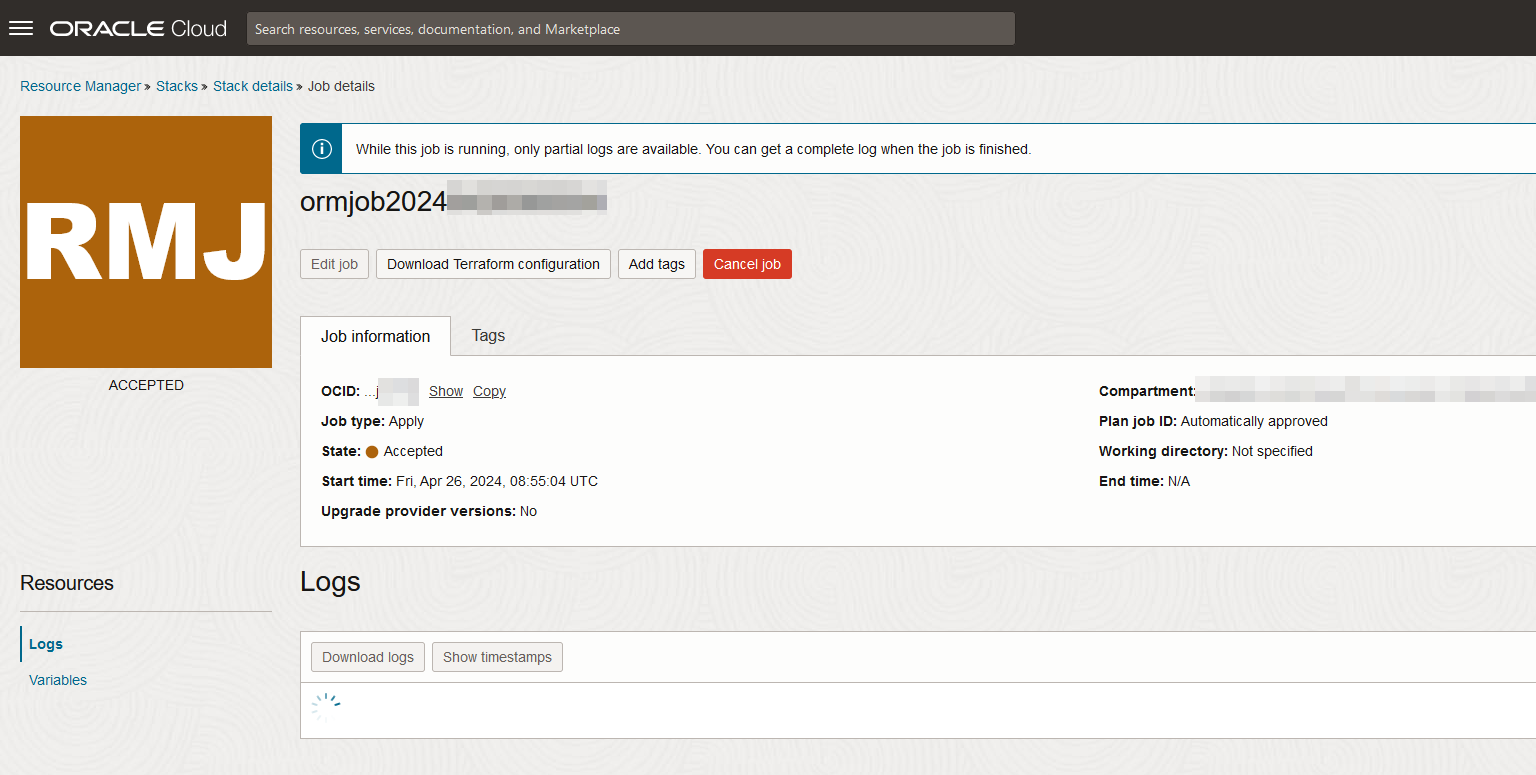 ORACLE Cloud
Search resources, services, documentation, and Marketplace
Resource Manager » Stacks » Stack details » Job details
RMJ
ACCEPTED
While this job is running, only partial logs are available. You can get a complete log when the job is finished.
ormjob2024
Edit job
Download Terraform configuration
Add tags
Cancel job
Job information
Tags
OCID: ...j Show Copy
Job type: Apply
State: Accepted
Start time: Fri, Apr 26, 2024, 08:55:04 UTC
Upgrade provider versions: No
Compartment:
Plan job ID: Automatically approved
Working directory: Not specified
End time: N/A
Resources
Logs
Variables
Logs
Download logs
Show timestamps